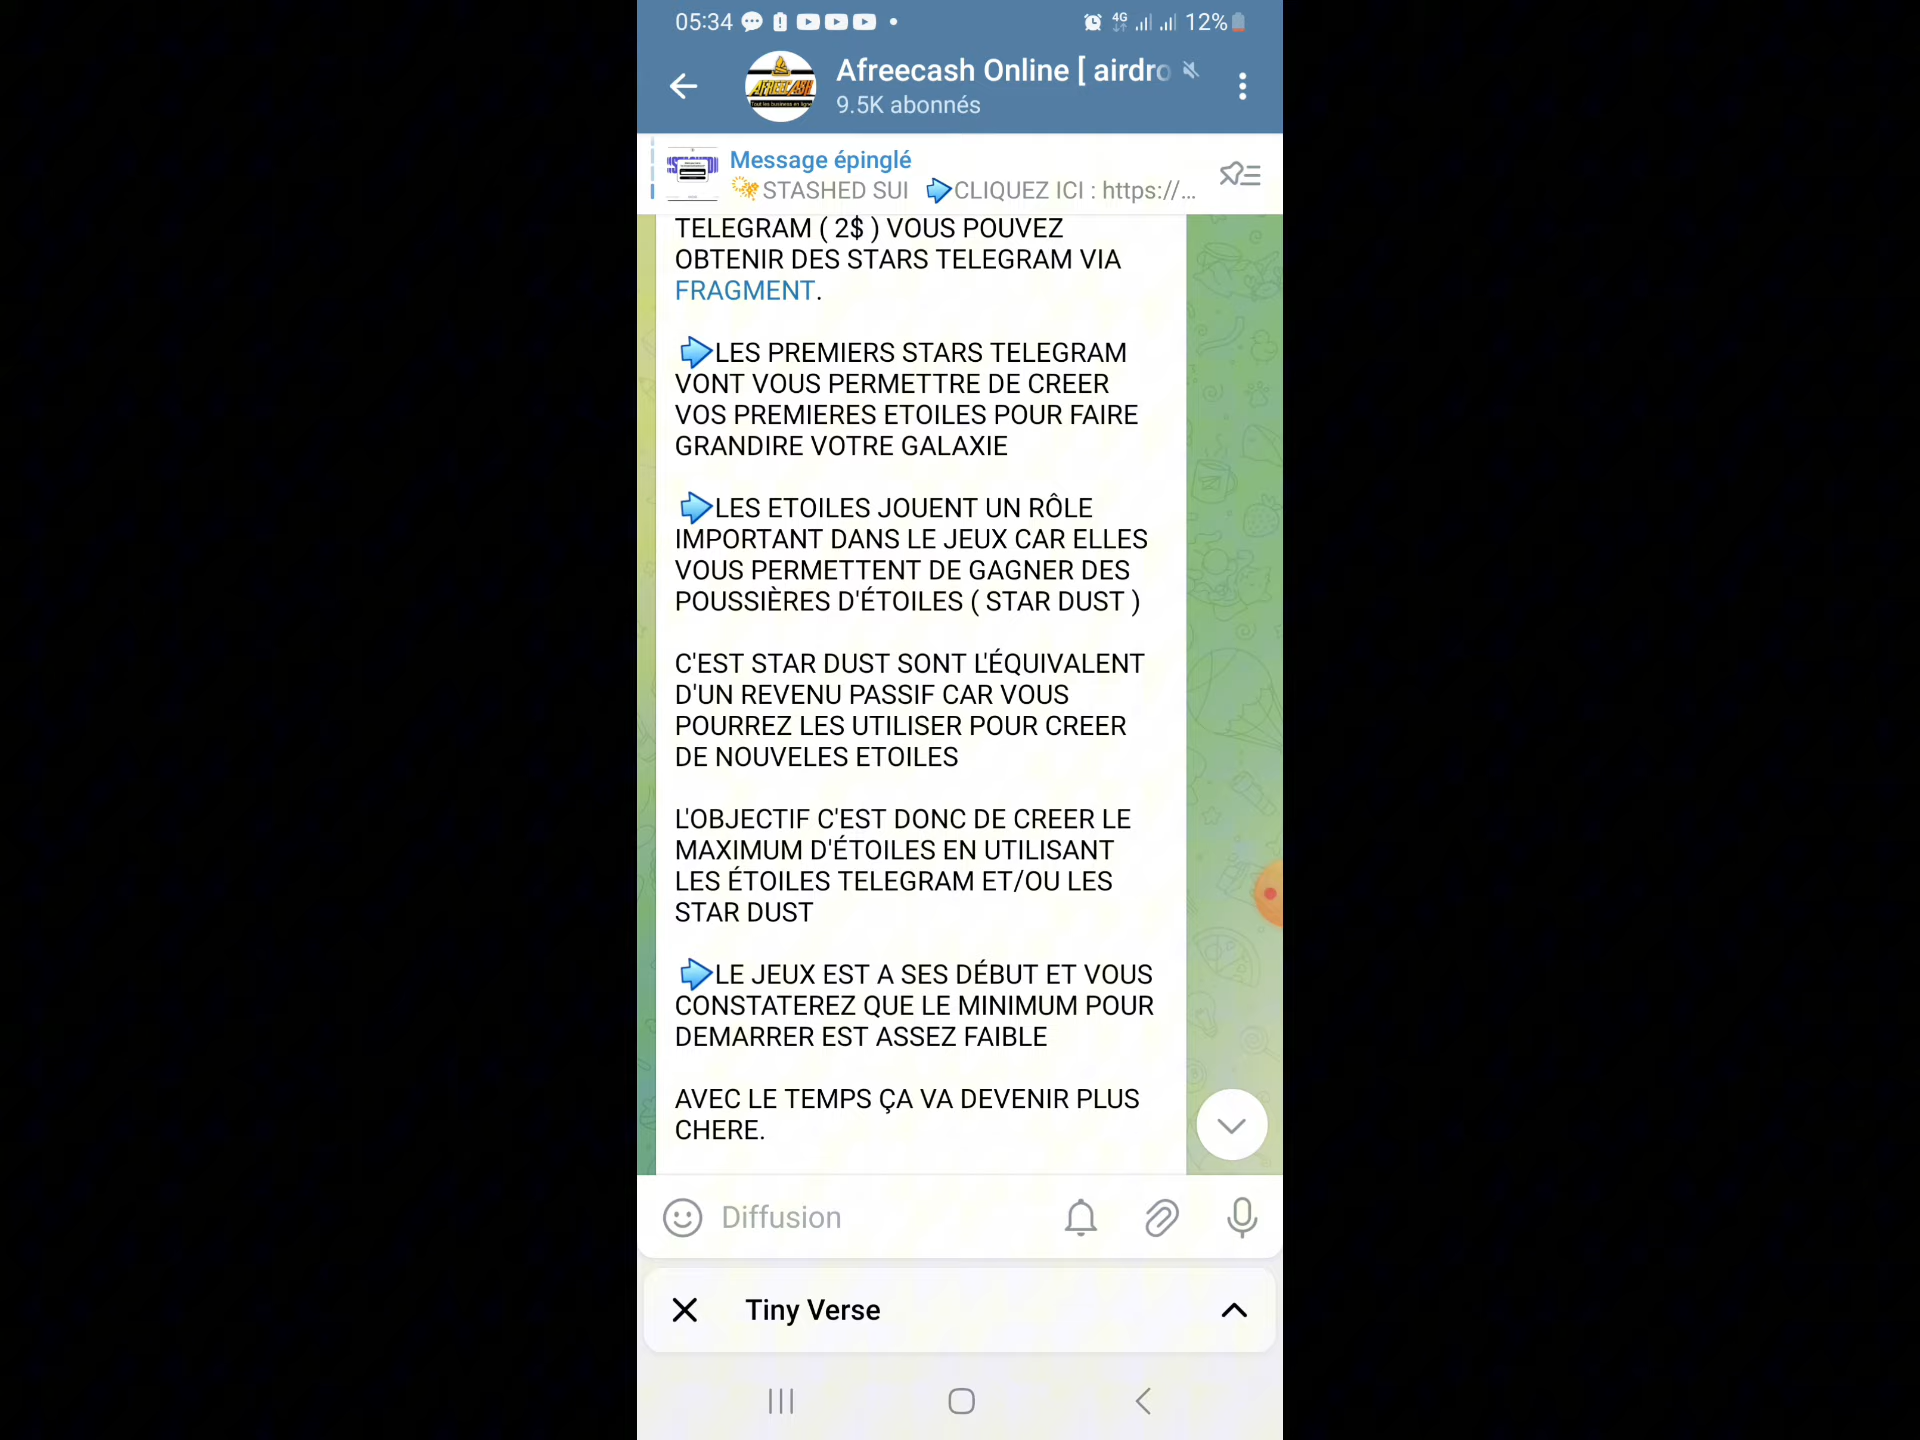 05:34
4G
12%
Afreecash Online [ airdro
9.5K abonnés
AFREECASH
Message épinglé
STASHED SUI CLIQUEZ ICI : https://...
TELEGRAM ( 2$ ) VOUS POUVEZ
OBTENIR DES STARS TELEGRAM VIA
FRAGMENT.
LES PREMIERS STARS TELEGRAM
VONT VOUS PERMETTRE DE CREER
VOS PREMIERES ETOILES POUR FAIRE
GRANDIRE VOTRE GALAXIE
LES ETOILES JOUENT UN RÔLE
IMPORTANT DANS LE JEUX CAR ELLES
VOUS PERMETTENT DE GAGNER DES
POUSSIÈRES D'ÉTOILES ( STAR DUST )
C'EST STAR DUST SONT L'ÉQUIVALENT
D'UN REVENU PASSIF CAR VOUS
POURREZ LES UTILISER POUR CREER
DE NOUVELES ETOILES
L'OBJECTIF C'EST DONC DE CREER LE
MAXIMUM D'ÉTOILES EN UTILISANT
LES ÉTOILES TELEGRAM ET/OU LES
STAR DUST
LE JEUX EST A SES DÉBUT ET VOUS
CONSTATEREZ QUE LE MINIMUM POUR
DEMARRER EST ASSEZ FAIBLE
AVEC LE TEMPS ÇA VA DEVENIR PLUS
CHERE.
Diffusion
Tiny Verse